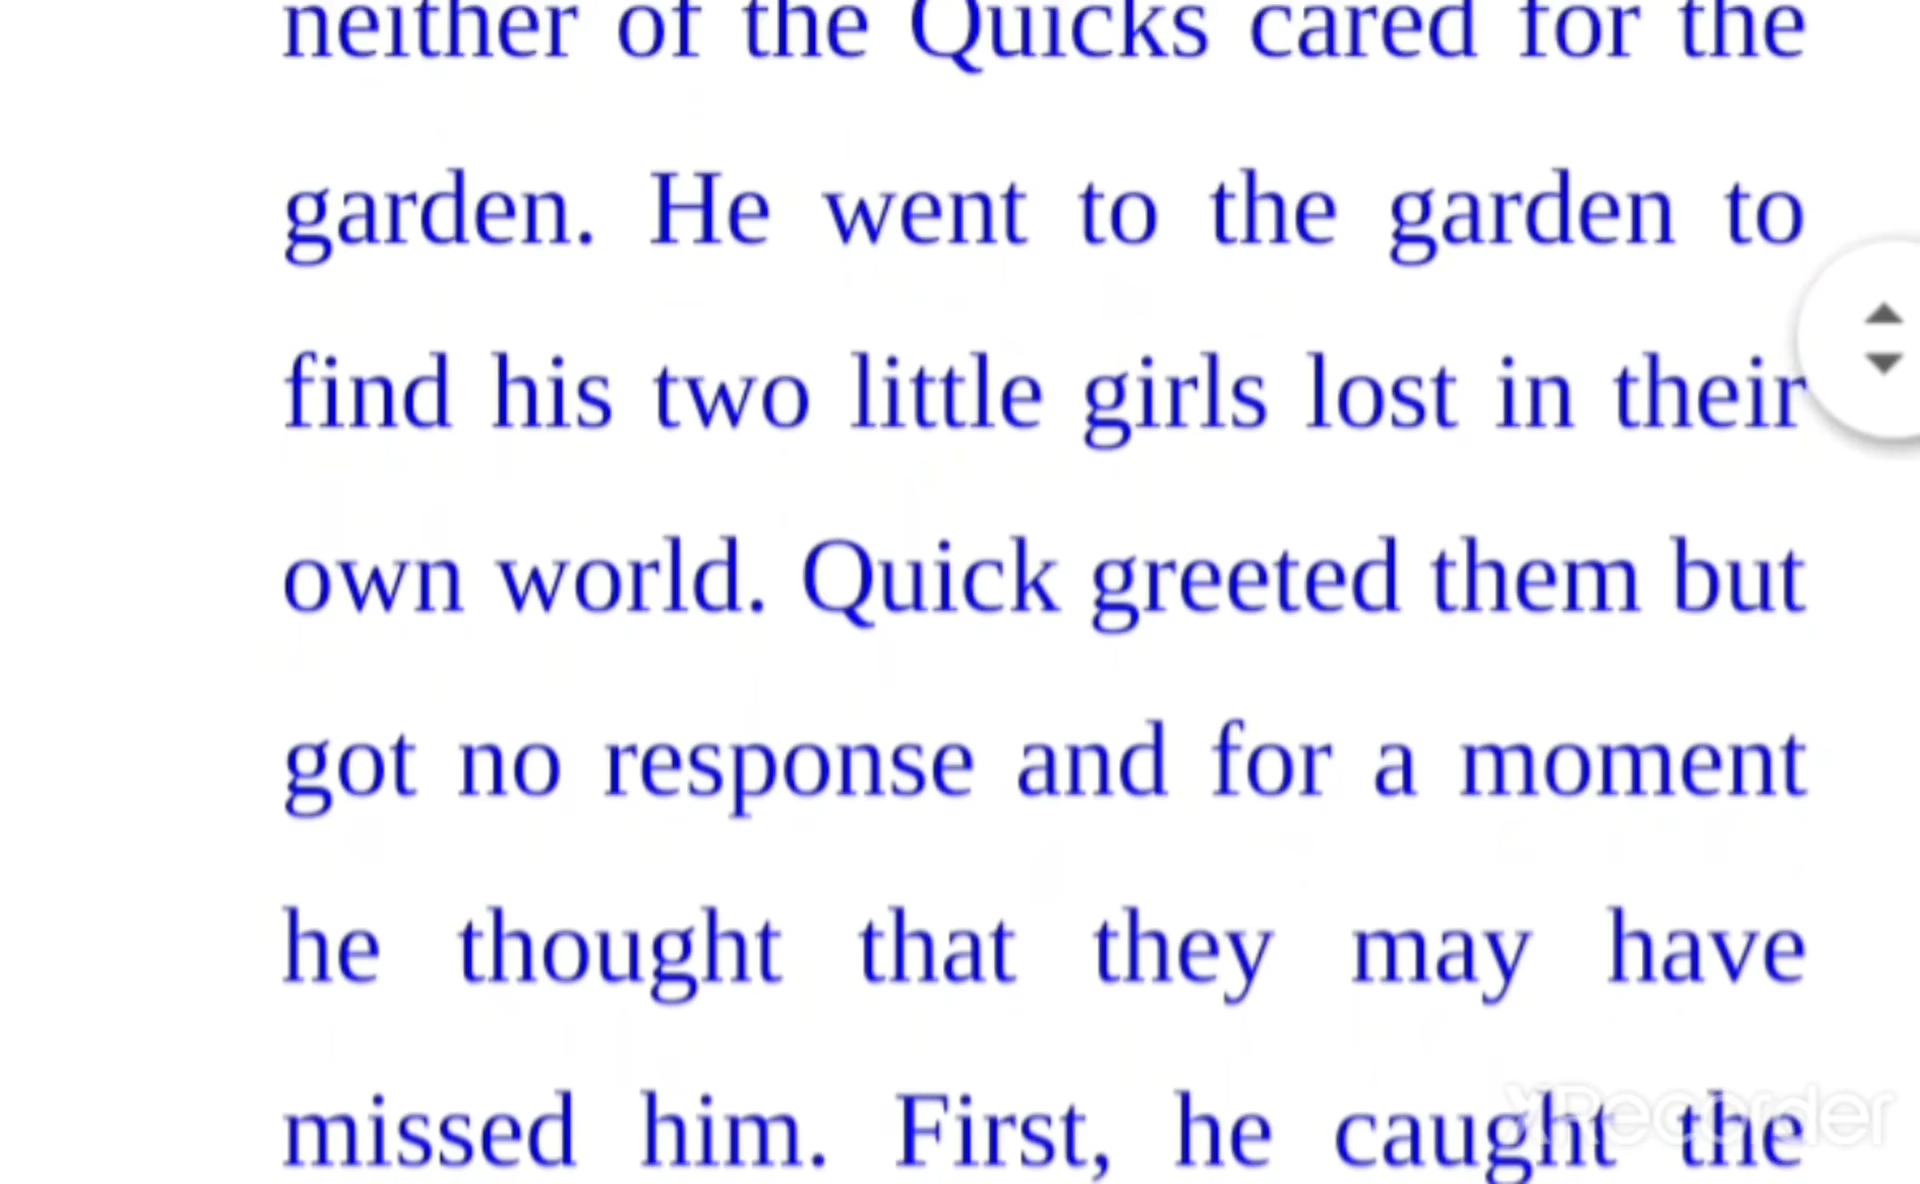 neither of the Quicks cared for the
garden. He went to the garden to
find his two little girls lost in their
own world. Quick greeted them but
got no response and for a moment
he thought that they may have
missed him. First, he caught the
XRecorder